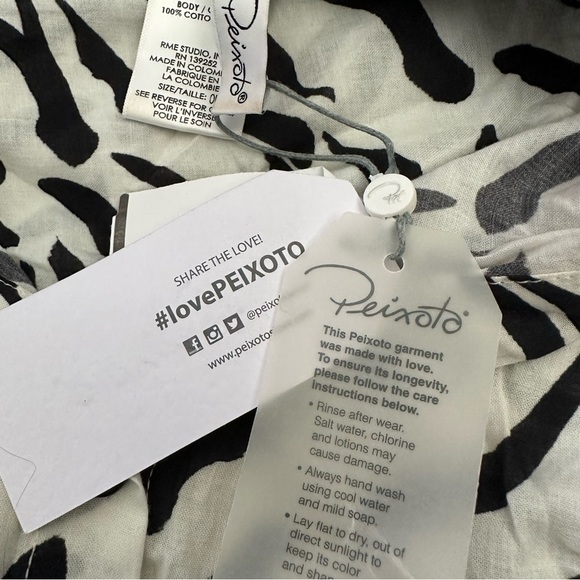 BODY /
100% COTTO
RME STUDIO, IN
RN 139252
MADE IN COLOM
FABRIQUE EN
LA COLOMBIE
SIZE/TAILLE:
SEE REVERSE FOR C
VOIR L'INVERSE
POUR LE SOIN
Peixoto®
SHARE THE LOVE!
#lovePEIXOTO
@peixo
www.peixotos
Peixoto®
This Peixoto garment
was made with love.
To ensure its longevity,
please follow the care
instructions below.
• Rinse after wear.
Salt water, chlorine
and lotions may
cause damage.
• Always hand wash
using cool water
and mild soap.
• Lay flat to dry, out of
direct sunlight to
keep its color
and shap